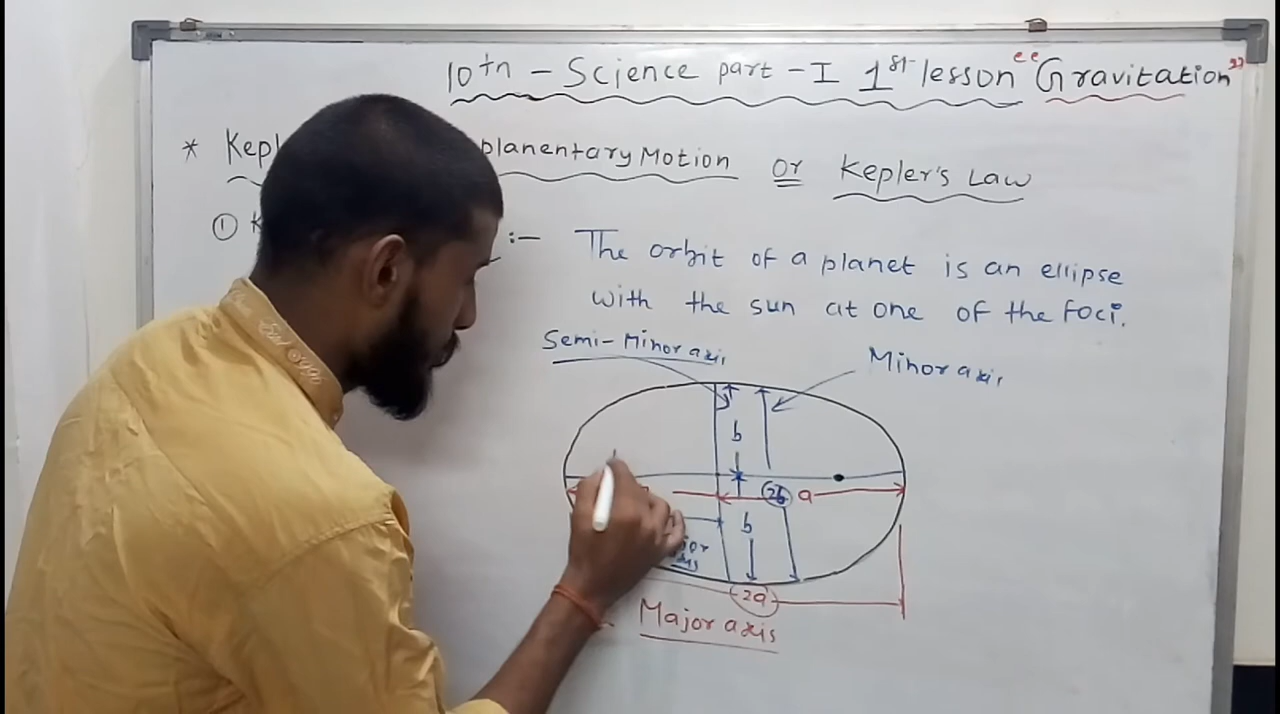 10th - Science part - I 1st lesson "Gravitation"
* Kepl planentary Motion or Kepler's Law
① K :- The orbit of a planet is an ellipse
with the sun at one of the foci.
Semi-Minor axis
Minor axis
b
2b a
b
2a
Major axis